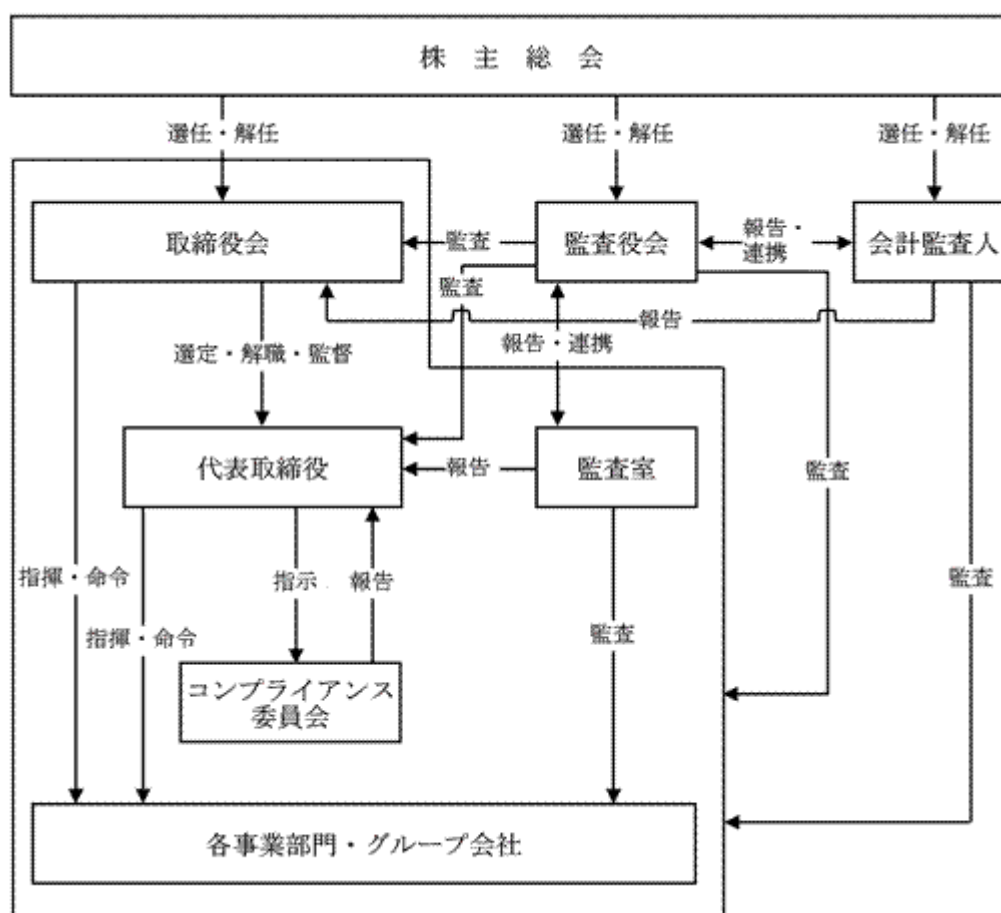 株主総会
選任・解任
選任・解任
選任・解任
取締役会
監査
監査役会
報告・
連携
会計監査人
監査
報告
選定・解職・監督
報告・連携
代表取締役
報告
監査室
監査
指揮・命令
指示
報告
監査
指揮・命令
監査
コンプライアンス
委員会
各事業部門・グループ会社